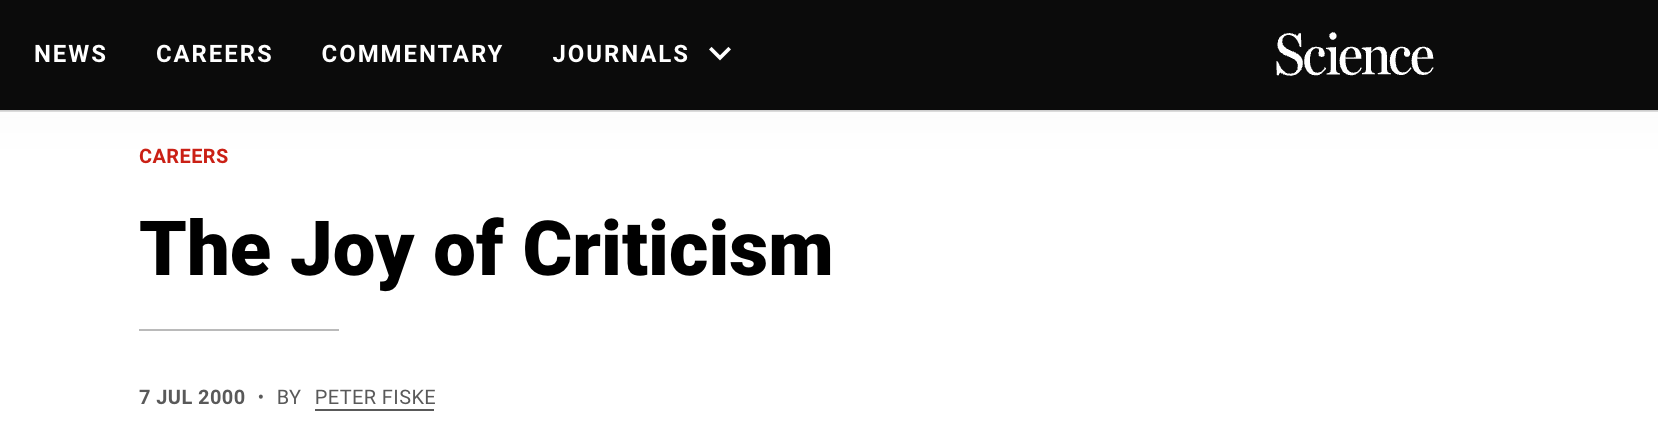 NEWS CAREERS COMMENTARY JOURNALS Science
CAREERS
The Joy of Criticism
7 JUL 2000 • BY PETER FISKE